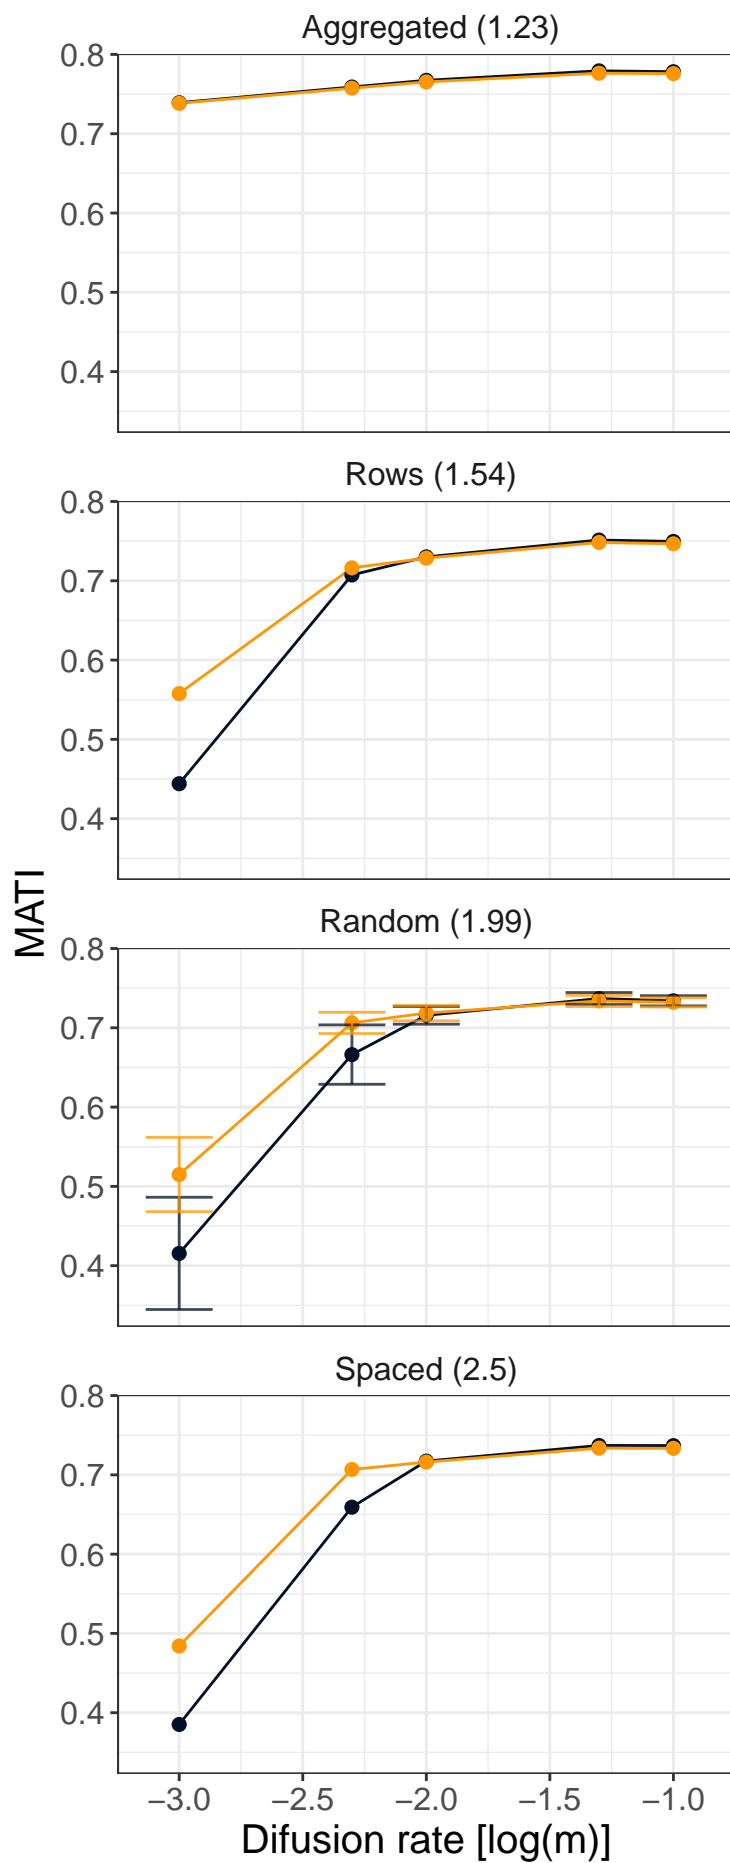 Aggregated (1.23)
0.8
0.7
0.6
0.5
0.4
Rows (1.54)
0.8
0.7
0.6
0.5
0.4
MATI
Random (1.99)
0.8
0.7
0.6
0.5
0.4
Spaced (2.5)
0.8
0.7
0.6
0.5
0.4
−3.0 −2.5 −2.0 −1.5 −1.0
Difusion rate [log(m)]